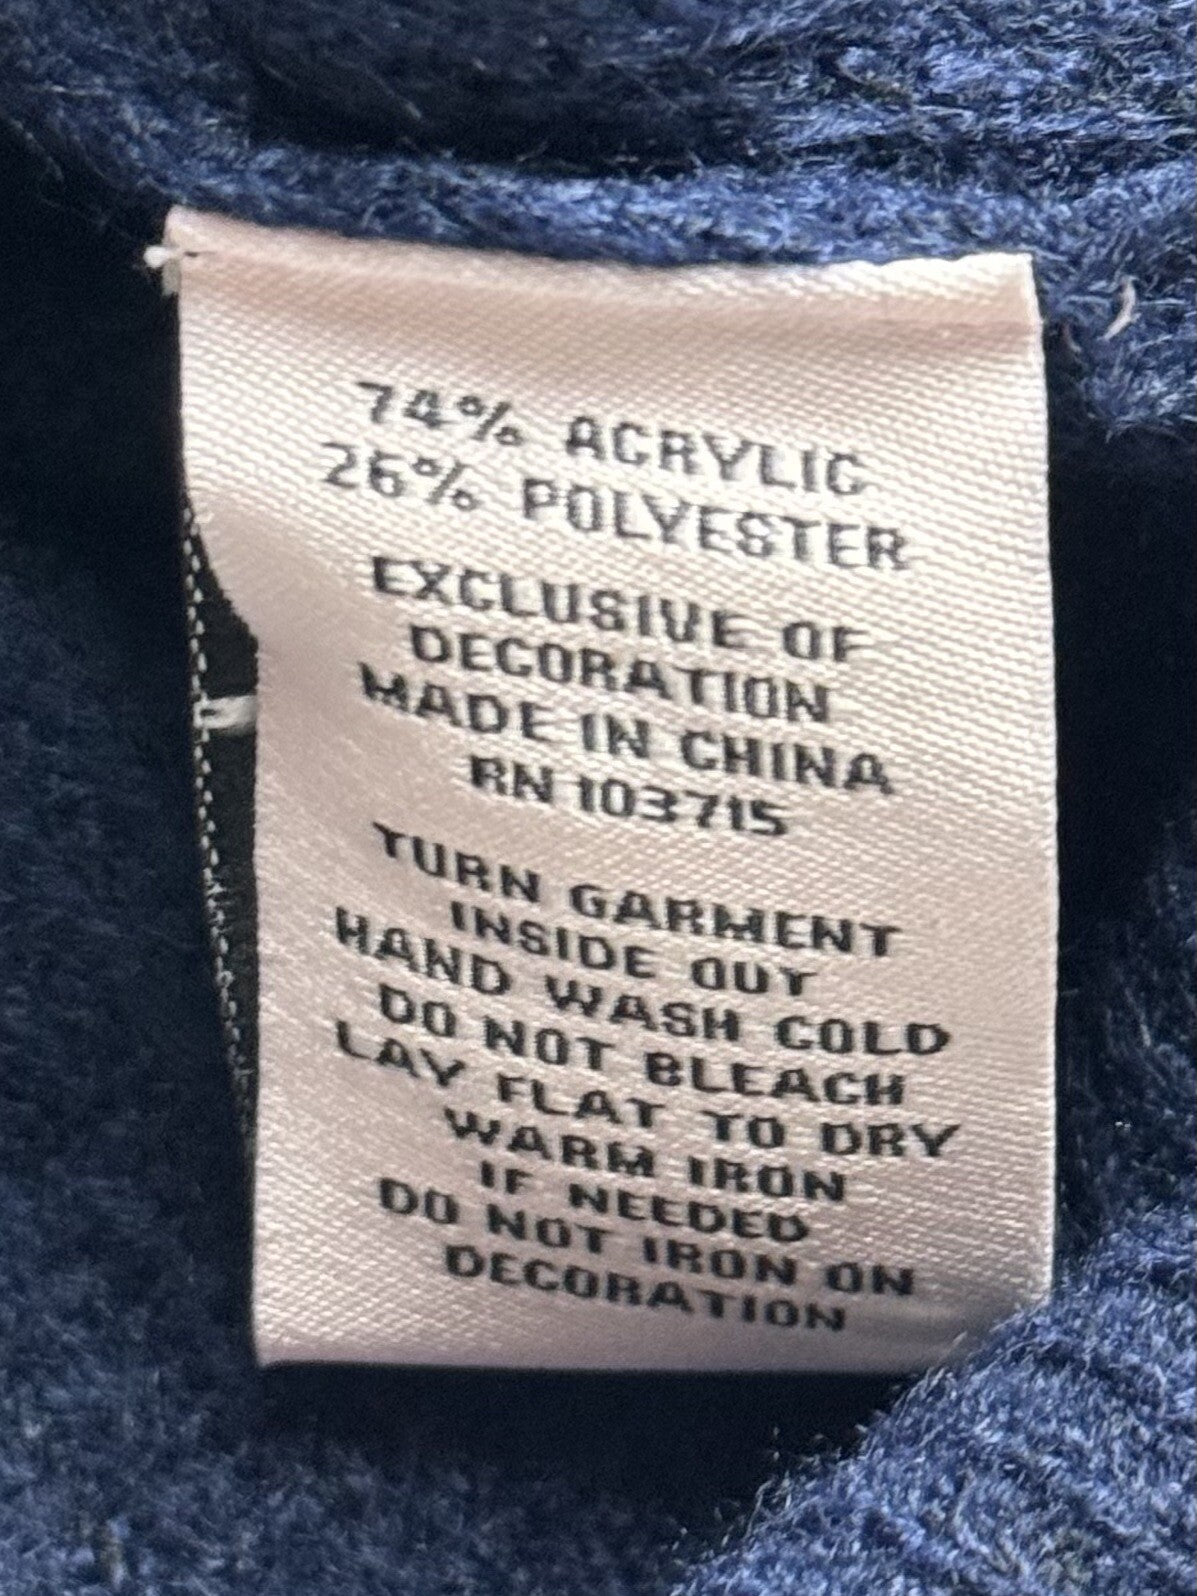 74% ACRYLIC
26% POLYESTER
EXCLUSIVE OF
DECORATION
MADE IN CHINA
RN 103715
TURN GARMENT
INSIDE OUT
HAND WASH COLD
DO NOT BLEACH
LAY FLAT TO DRY
WARM IRON
IF NEEDED
DO NOT IRON ON
DECORATION